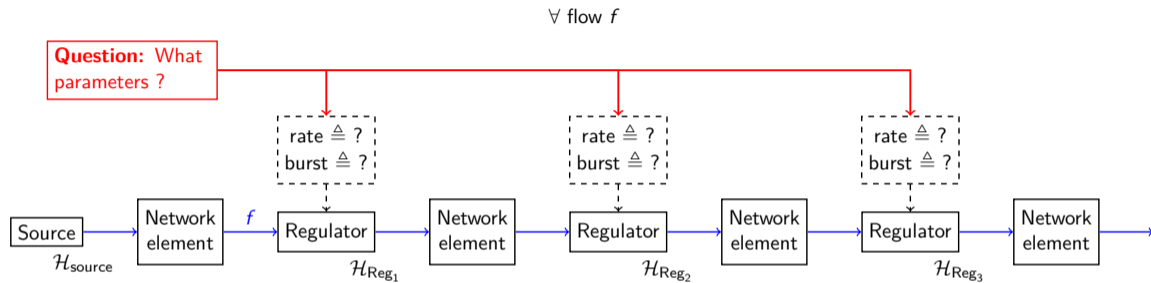 ∀ flow f
Question: What
parameters ?
rate ≜ ?
burst ≜ ?
rate ≜ ?
burst ≜ ?
rate ≜ ?
burst ≜ ?
Source
Network
element
f
Regulator
Network
element
Regulator
Network
element
Regulator
Network
element
ℋsource
ℋReg₁
ℋReg₂
ℋReg₃